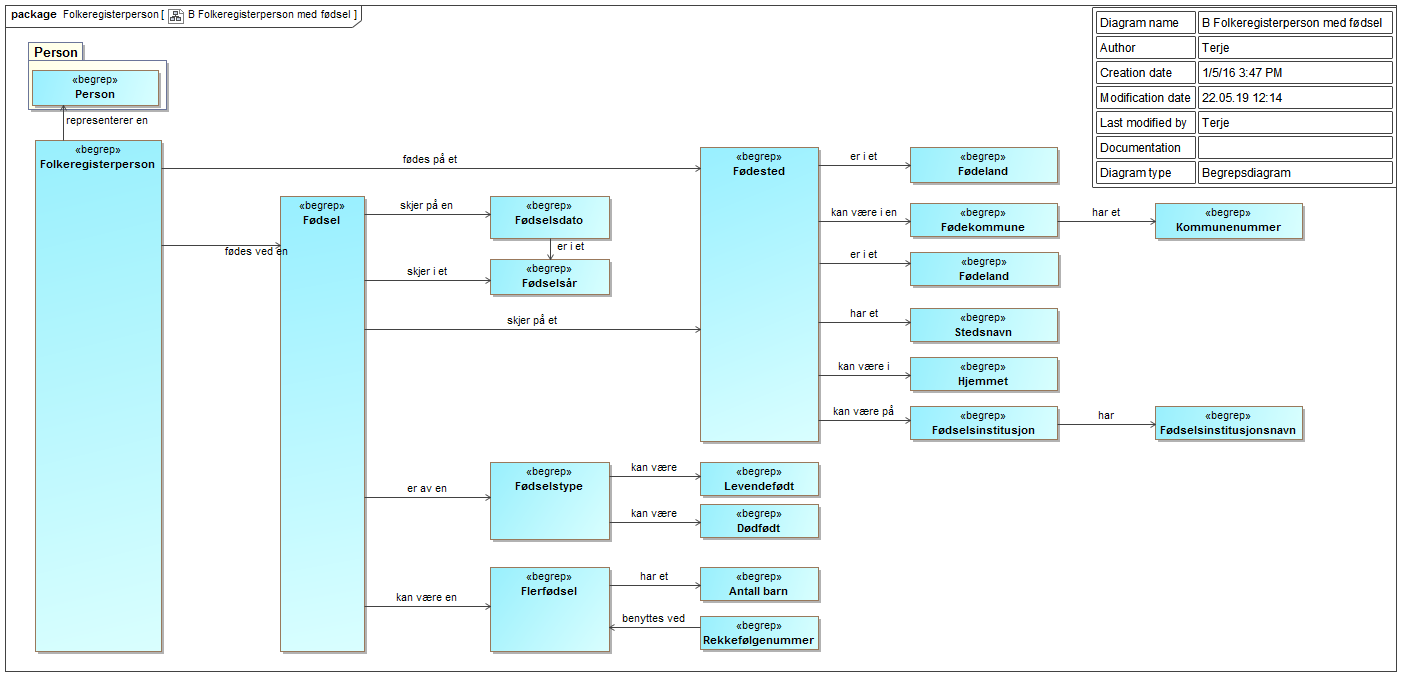 package Folkeregisterperson [ B Folkeregisterperson med fødsel ]
Diagram name B Folkeregisterperson med fødsel
Author Terje
Creation date 1/5/16 3:47 PM
Modification date 22.05.19 12:14
Last modified by Terje
Documentation
Diagram type Begrepsdiagram
Person
«begrep»
Person
representerer en
«begrep»
Folkeregisterperson
fødes på et
fødes ved en
«begrep»
Fødsel
skjer på en
«begrep»
Fødselsdato
er i et
skjer i et
«begrep»
Fødselsår
skjer på et
«begrep»
Fødested
er i et
«begrep»
Fødeland
kan være i en
«begrep»
Fødekommune
har et
«begrep»
Kommunenummer
er i et
«begrep»
Fødeland
har et
«begrep»
Stedsnavn
kan være i
«begrep»
Hjemmet
kan være på
«begrep»
Fødselsinstitusjon
har
«begrep»
Fødselsinstitusjonsnavn
er av en
«begrep»
Fødselstype
kan være
«begrep»
Levendefødt
kan være
«begrep»
Dødfødt
kan være en
«begrep»
Flerfødsel
har et
«begrep»
Antall barn
benyttes ved
«begrep»
Rekkefølgenummer